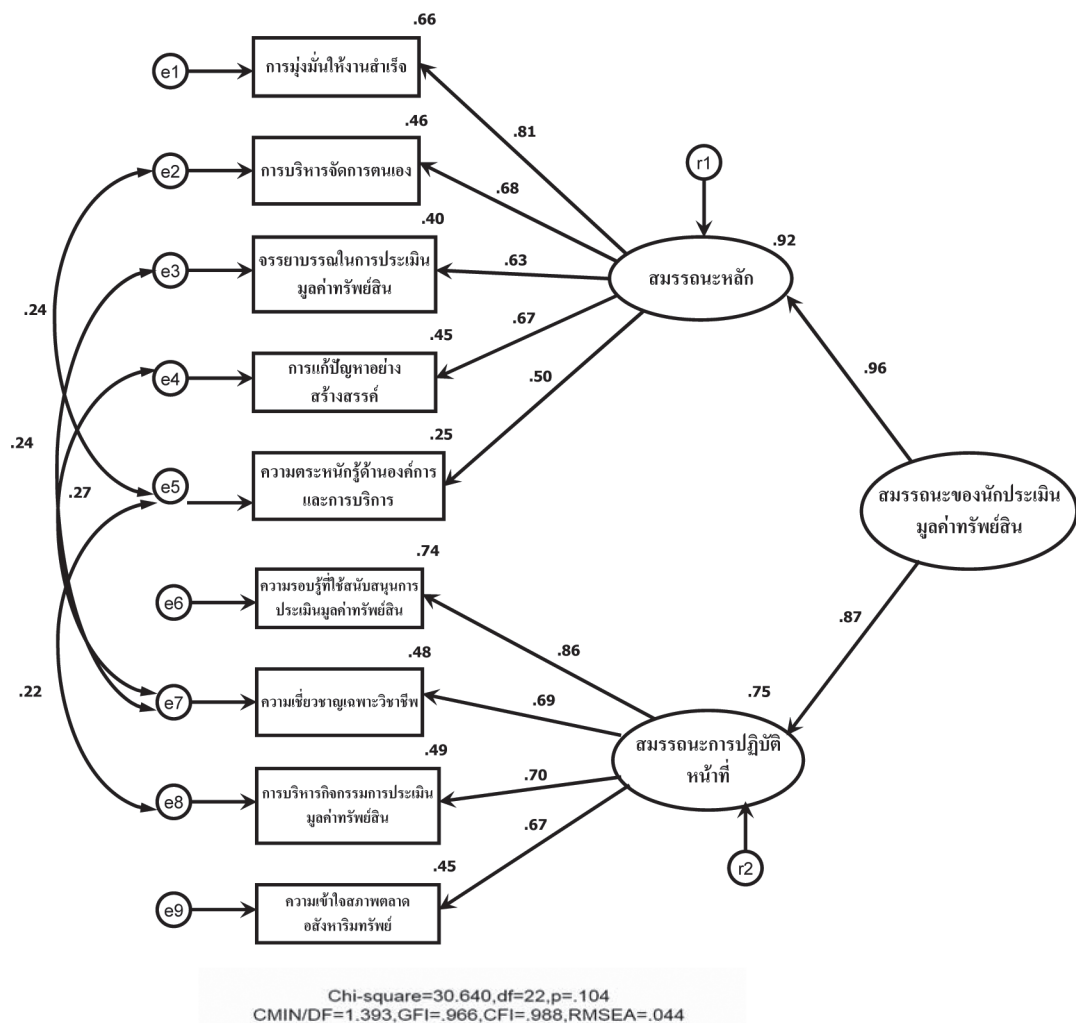 .66
e1
การมุ่งมั่นให้งานสำเร็จ
.81
.46
e2
การบริหารจัดการตนเอง
.68
r1
.40
e3
จรรยาบรรณในการประเมิน
มูลค่าทรัพย์สิน
.63
.92
สมรรถนะหลัก
.24
.45
e4
การแก้ปัญหาอย่าง
สร้างสรรค์
.67
.50
.96
.24
.25
e5
ความตระหนักรู้ด้านองค์การ
และการบริการ
.27
สมรรถนะของนักประเมิน
มูลค่าทรัพย์สิน
.74
e6
ความรอบรู้ที่ใช้สนับสนุนการ
ประเมินมูลค่าทรัพย์สิน
.86
.87
.22
.48
e7
ความเชี่ยวชาญเฉพาะวิชาชีพ
.69
.75
สมรรถนะการปฏิบัติ
หน้าที่
.49
e8
การบริหารกิจกรรมการประเมิน
มูลค่าทรัพย์สิน
.70
.67
r2
.45
e9
ความเข้าใจสภาพตลาด
อสังหาริมทรัพย์
Chi-square=30.640,df=22,p=.104
CMIN/DF=1.393,GFI=.966,CFI=.988,RMSEA=.044